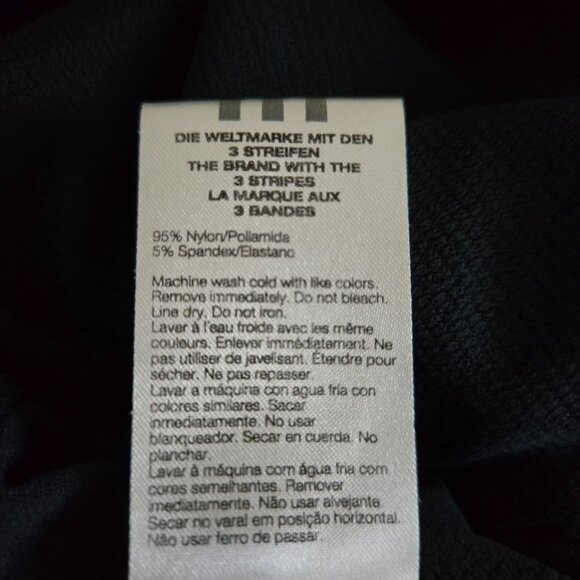 DIE WELTMARKE MIT DEN
3 STREIFEN
THE BRAND WITH THE
3 STRIPES
LA MARQUE AUX
3 BANDES
95% Nylon/Poliamida
5% Spandex/Elastano
Machine wash cold with like colors.
Remove immediately. Do not bleach.
Line dry. Do not iron.
Laver à l'eau froide avec les même
couleurs. Enlever immédiatement. Ne
pas utiliser de javelisant. Étendre pour
sécher. Ne pas repasser.
Lavar a máquina con agua fría con
colores similares. Sacar
inmediatamente. No usar
blanqueador. Secar en cuerda. No
planchar.
Lavar à máquina com água fria com
cores semelhantes. Remover
imediatamente. Não usar alvejante.
Secar no varal em posição horizontal.
Não usar ferro de passar.